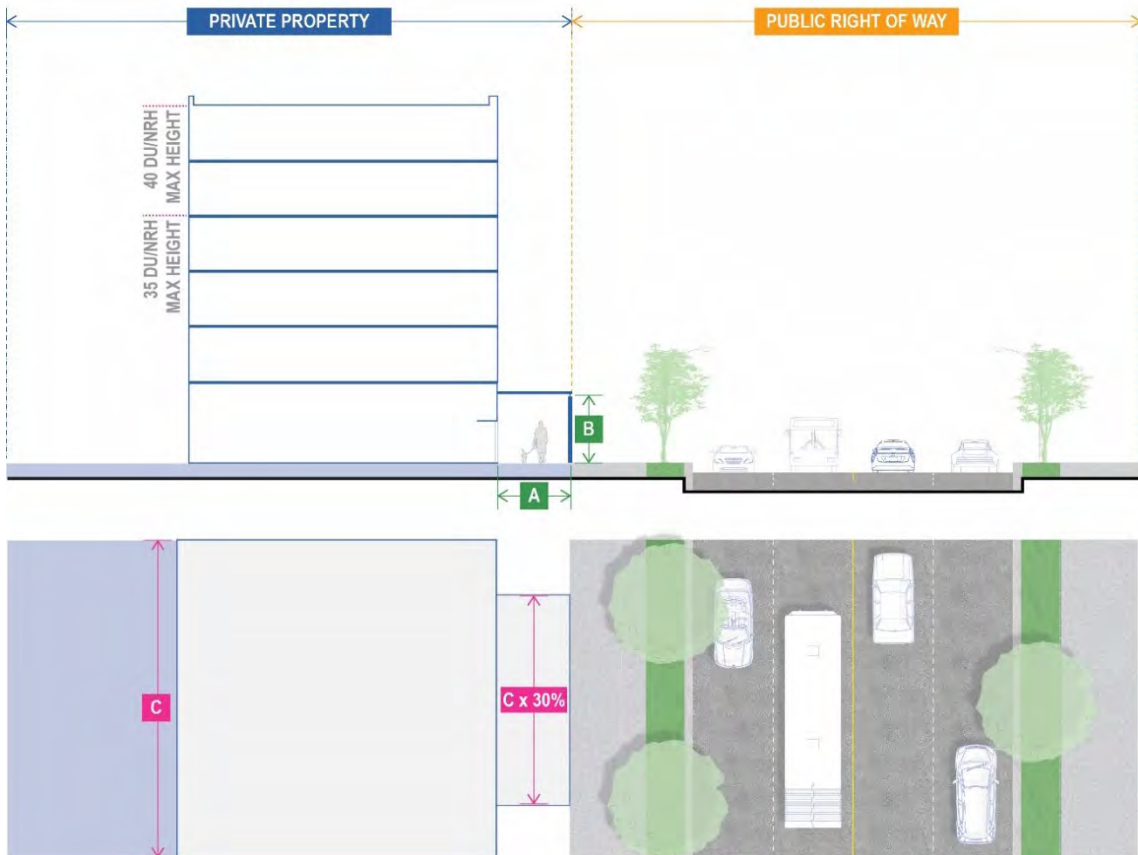 PRIVATE PROPERTY
PUBLIC RIGHT OF WAY
40 DU/NRH
MAX HEIGHT
35 DU/NRH
MAX HEIGHT
B
A
C
C x 30%